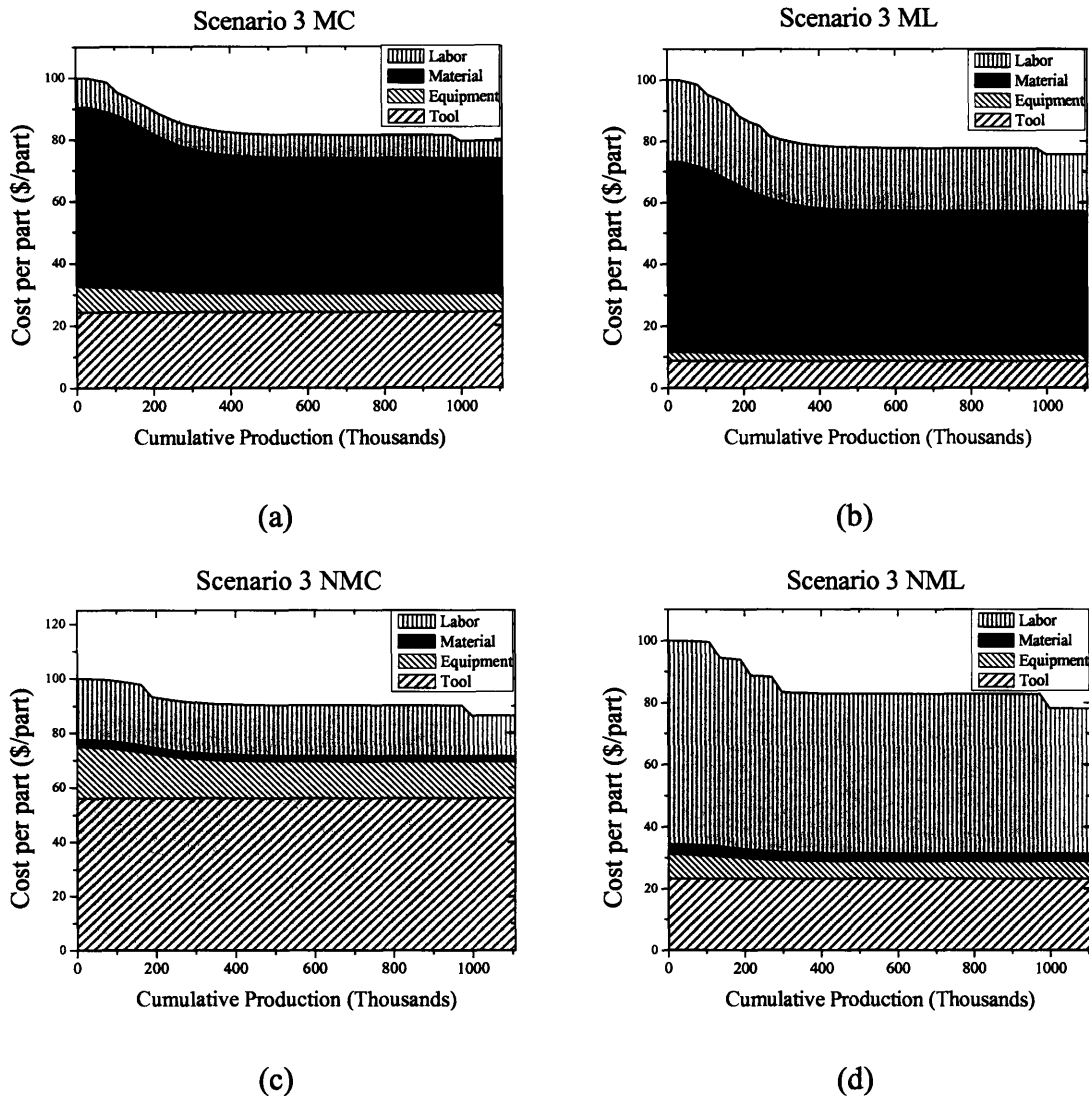 Scenario 3 MC
Labor
Material
Equipment
Tool
100
80
60
40
20
0
Cost per part ($/part)
0 200 400 600 800 1000
Cumulative Production (Thousands)
(a)
Scenario 3 ML
Labor
Material
Equipment
Tool
100
80
60
40
20
0
Cost per part ($/part)
0 200 400 600 800 1000
Cumulative Production (Thousands)
(b)
Scenario 3 NMC
Labor
Material
Equipment
Tool
120
100
80
60
40
20
0
Cost per part ($/part)
0 200 400 600 800 1000
Cumulative Production (Thousands)
(c)
Scenario 3 NML
Labor
Material
Equipment
Tool
100
80
60
40
20
0
Cost per part ($/part)
0 200 400 600 800 1000
Cumulative Production (Thousands)
(d)